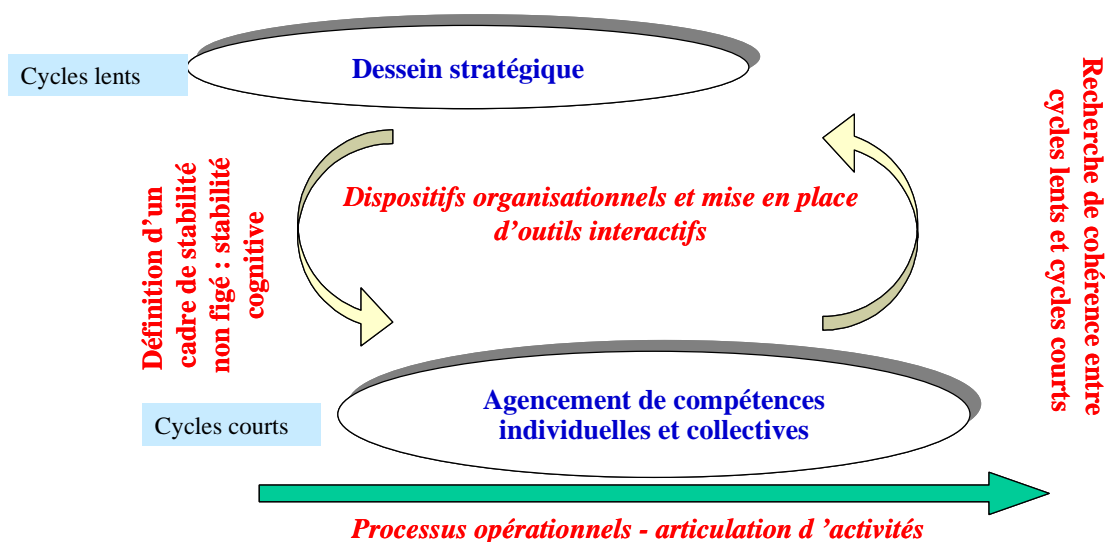 Cycles lents
Dessein stratégique
Dispositifs organisationnels et mise en place
d’outils interactifs
Définition d’un
cadre de stabilité
non figé : stabilité
cognitive
Recherche de cohérence entre
cycles lents et cycles courts
Cycles courts
Agencement de compétences
individuelles et collectives
Processus opérationnels - articulation d ’activités